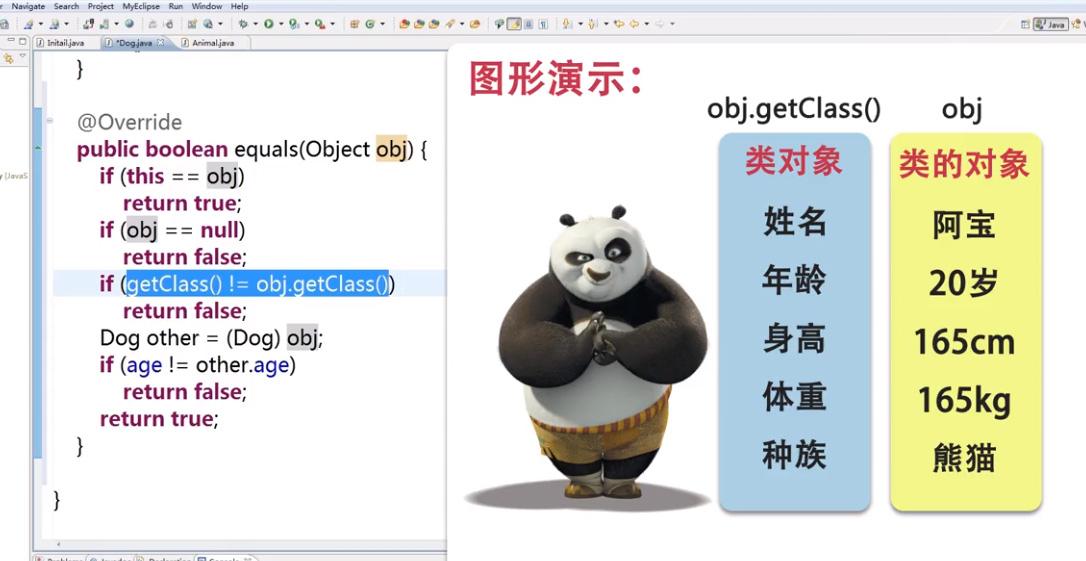 Navigate Search Project MyEclipse Run Window Help
Java
Initail.java *Dog.java Animal.java
}
@Override
public boolean equals(Object obj) {
if (this == obj)
return true;
if (obj == null)
return false;
if (getClass() != obj.getClass())
return false;
Dog other = (Dog) obj;
if (age != other.age)
return false;
return true;
}
}
图形演示：
obj.getClass() obj
类对象 类的对象
姓名 阿宝
年龄 20岁
身高 165cm
体重 165kg
种族 熊猫